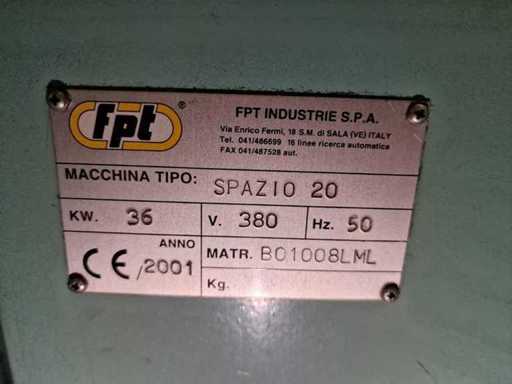 fpt®
FPT INDUSTRIE S.P.A.
Via Enrico Fermi, 18 S.M. di SALA (VE) ITALY
Tel. 041/486699 16 linee ricerca automatica
FAX 041/487528 aut.
MACCHINA TIPO: SPAZIO 20
KW. 36 V. 380 Hz. 50
CE ANNO /2001 MATR. B01008LML
Kg.